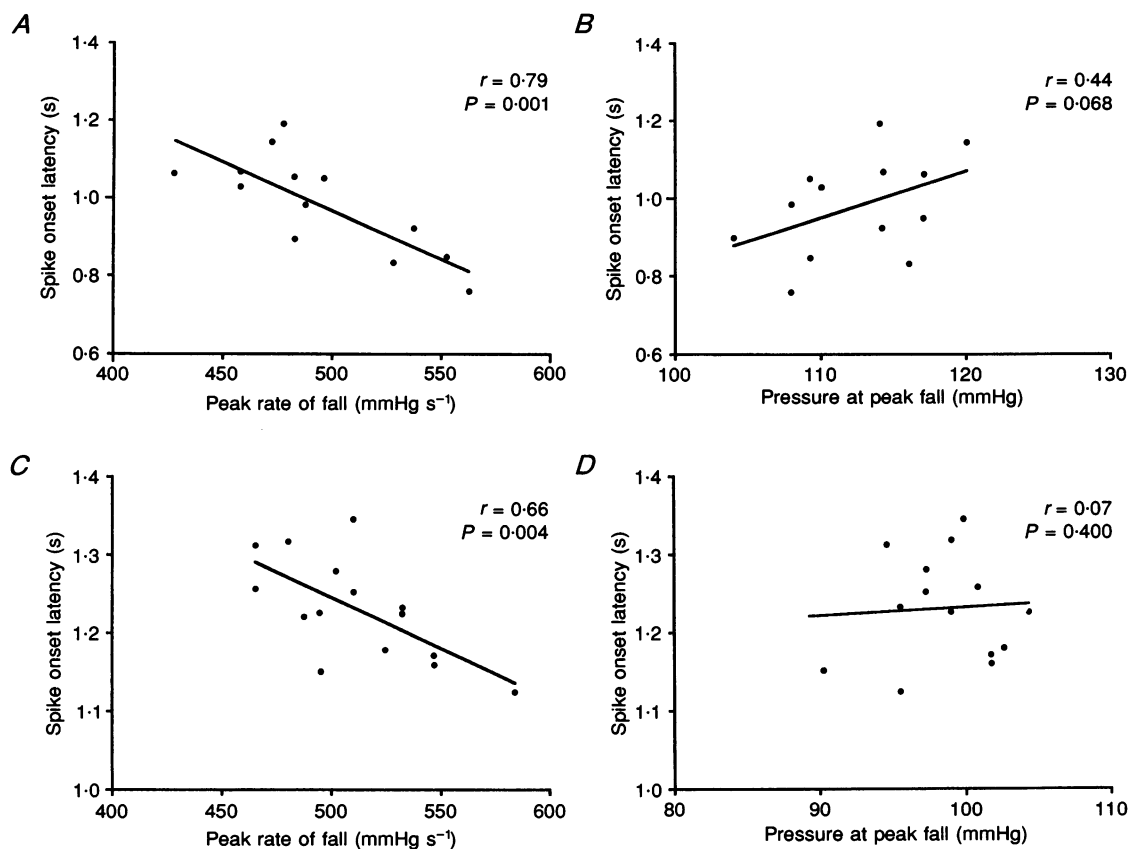 A
1·4
1·2
1·0
0·8
0·6
Spike onset latency (s)
r = 0·79
P = 0·001
400
450
500
550
600
Peak rate of fall (mmHg s⁻¹)
B
1·4
1·2
1·0
0·8
0·6
Spike onset latency (s)
r = 0·44
P = 0·068
100
110
120
130
Pressure at peak fall (mmHg)
C
1·4
1·3
1·2
1·1
1·0
Spike onset latency (s)
r = 0·66
P = 0·004
400
450
500
550
600
Peak rate of fall (mmHg s⁻¹)
D
1·4
1·3
1·2
1·1
1·0
Spike onset latency (s)
r = 0·07
P = 0·400
80
90
100
110
Pressure at peak fall (mmHg)